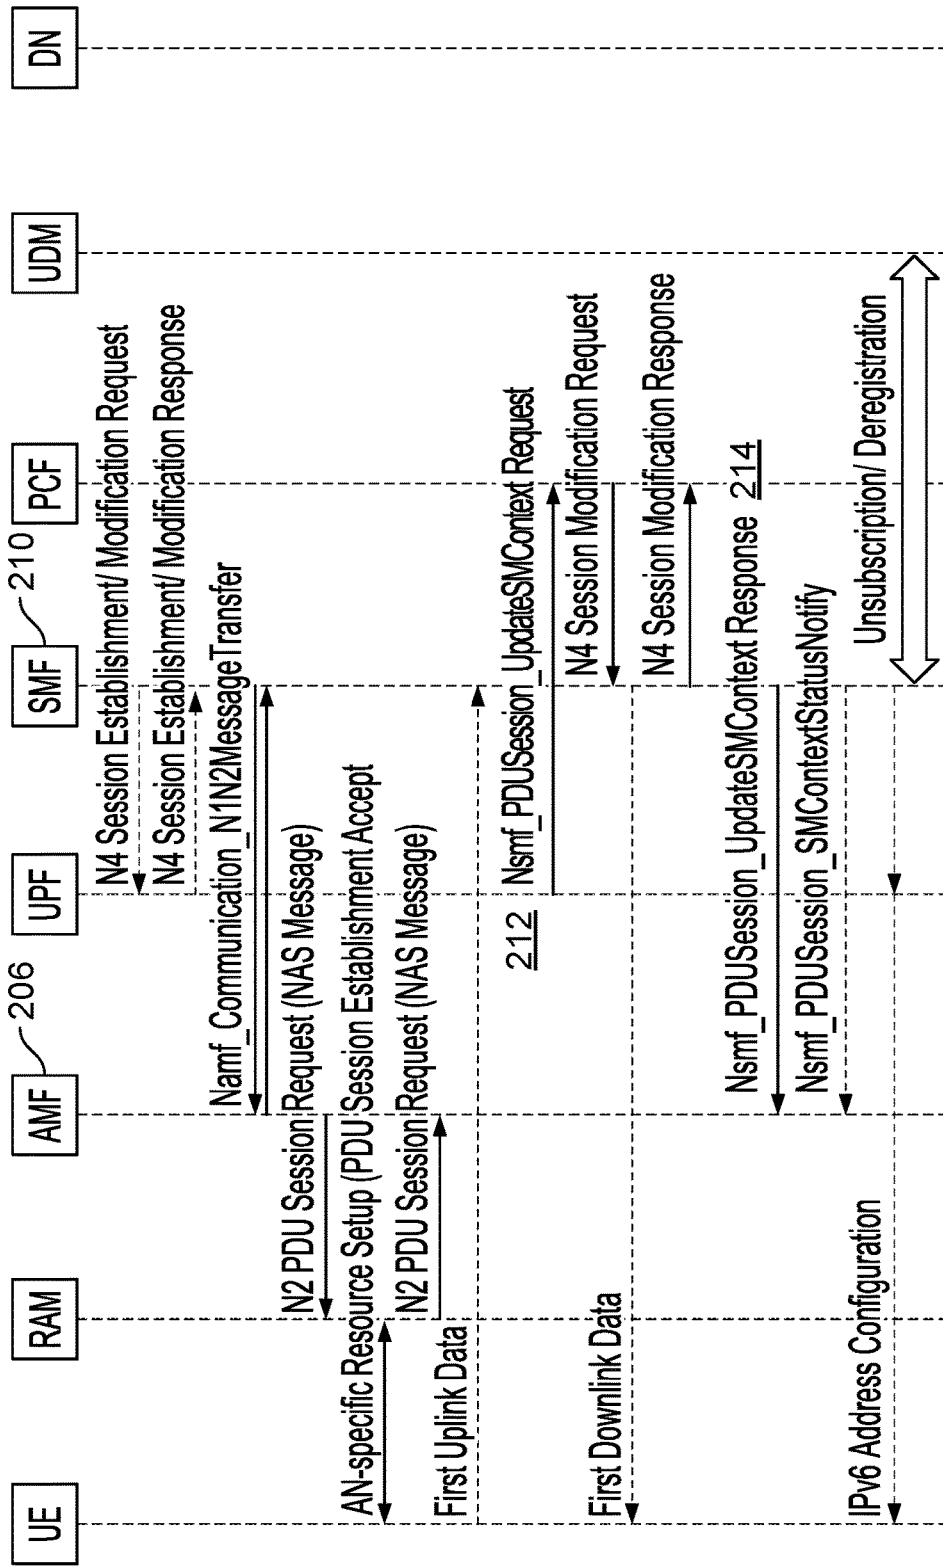 UE
RAM
AMF
206
UPF
SMF
210
PCF
UDM
DN
N4 Session Establishment/ Modification Request
N4 Session Establishment/ Modification Response
Namf_Communication_N1N2MessageTransfer
N2 PDU Session Request (NAS Message)
AN-specific Resource Setup (PDU Session Establishment Accept
N2 PDU Session Request (NAS Message)
First Uplink Data
212
Nsmf_PDUSession_UpdateSMContext Request
N4 Session Modification Request
First Downlink Data
N4 Session Modification Response
Nsmf_PDUSession_UpdateSMContext Response
214
Nsmf_PDUSession_SMContextStatusNotify
IPv6 Address Configuration
Unsubscription/ Deregistration